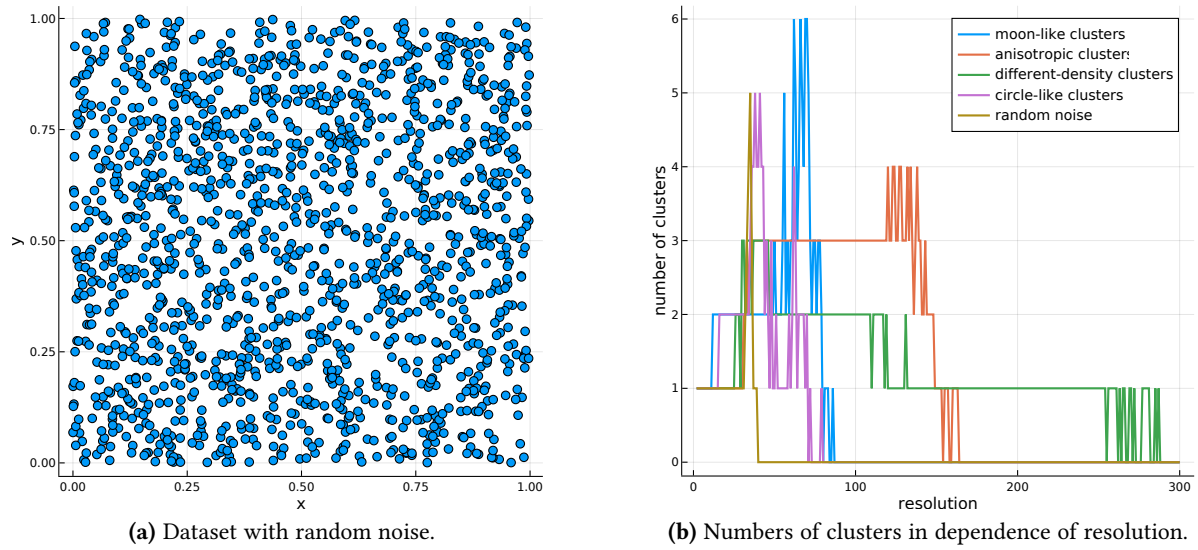 1.00
0.75
0.50
0.25
0.00
y
0.00
0.25
0.50
0.75
1.00
x
(a) Dataset with random noise.
6
5
4
3
2
1
0
number of clusters
moon-like clusters
anisotropic clusters
different-density clusters
circle-like clusters
random noise
0
100
200
300
resolution
(b) Numbers of clusters in dependence of resolution.